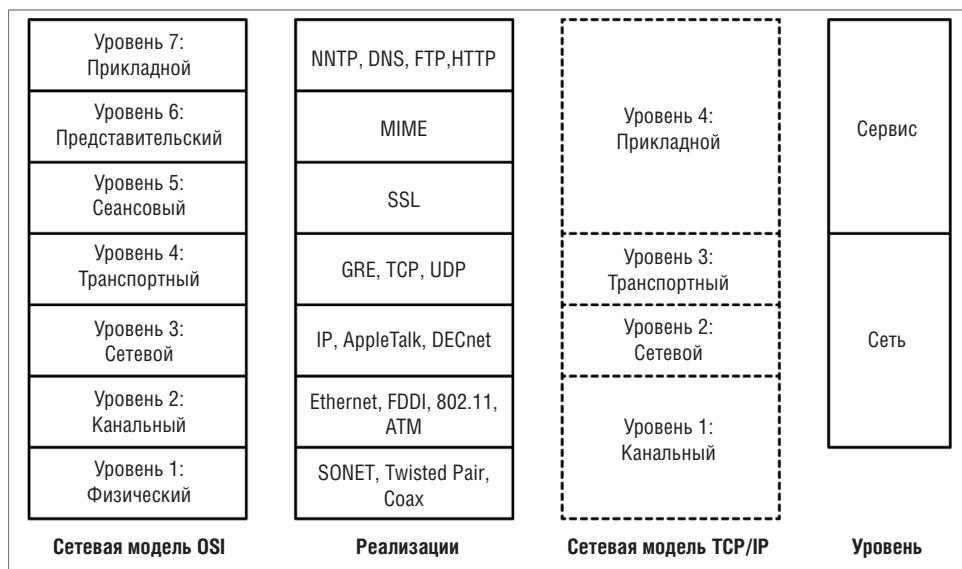 Уровень 7:
Прикладной
Уровень 6:
Представительский
Уровень 5:
Сеансовый
Уровень 4:
Транспортный
Уровень 3:
Сетевой
Уровень 2:
Канальный
Уровень 1:
Физический
Сетевая модель OSI
NNTP, DNS, FTP,HTTP
MIME
SSL
GRE, TCP, UDP
IP, AppleTalk, DECnet
Ethernet, FDDI, 802.11,
ATM
SONET, Twisted Pair,
Coax
Реализации
Уровень 4:
Прикладной
Уровень 3:
Транспортный
Уровень 2:
Сетевой
Уровень 1:
Канальный
Сетевая модель TCP/IP
Сервис
Сеть
Уровень